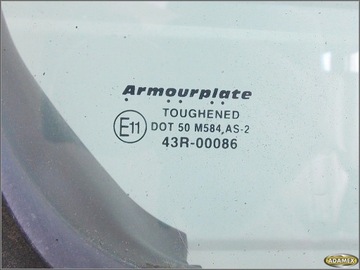 Armourplate
TOUGHENED
E11 DOT 50 M584, AS-2
43R-00086
ADAMEX